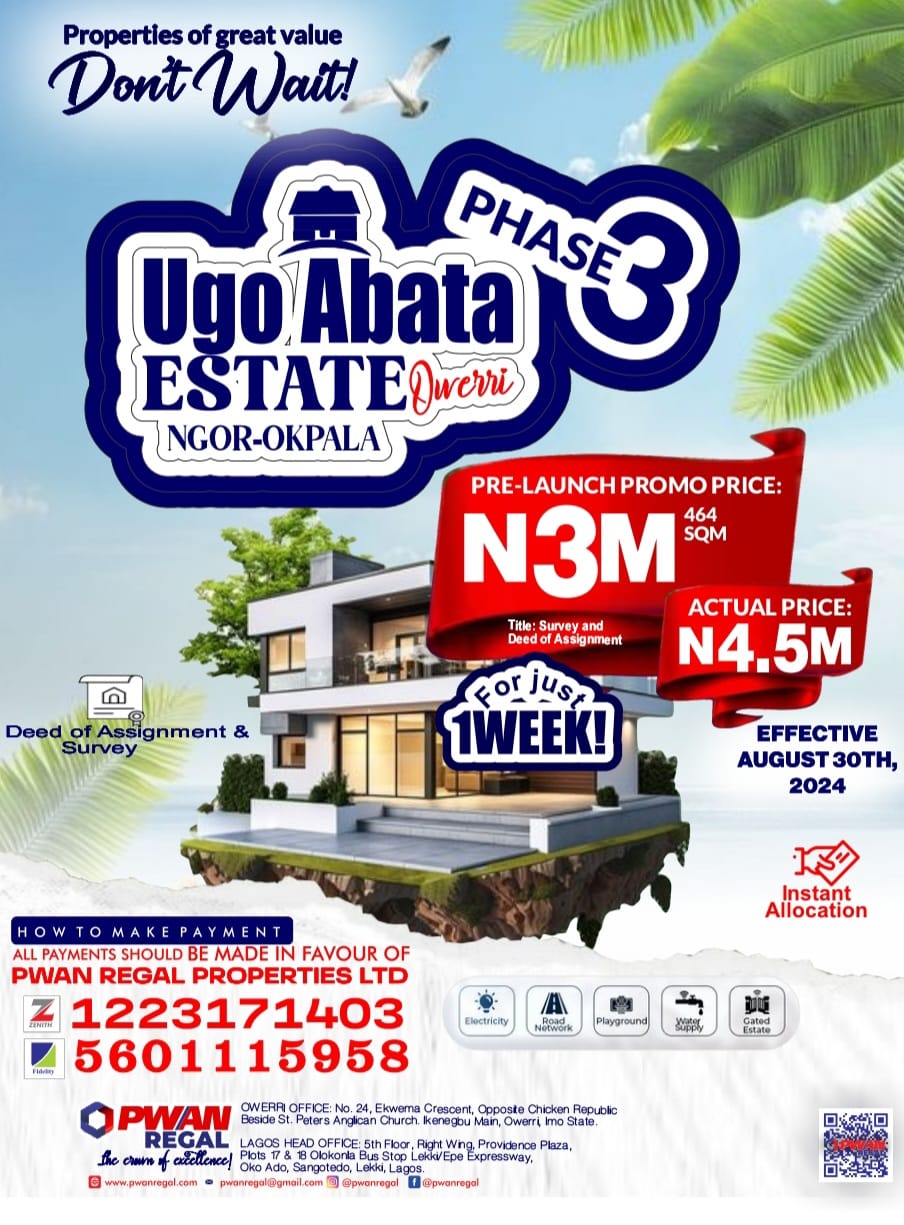 Properties of great value
Don't Wait!
PHASE 3
Ugo Abata
ESTATE Owerri
NGOR-OKPALA
PRE-LAUNCH PROMO PRICE:
N3M 464 SQM
Title: Survey and
Deed of Assignment
ACTUAL PRICE:
N4.5M
For just
1WEEK!
EFFECTIVE
AUGUST 30TH,
2024
Deed of Assignment &
Survey
Instant
Allocation
HOW TO MAKE PAYMENT
ALL PAYMENTS SHOULD BE MADE IN FAVOUR OF
PWAN REGAL PROPERTIES LTD
ZENITH 1223171403
Fidelity 5601115958
Electricity
Road
Network
Playground
Water
Supply
Gated
Estate
PWAN
REGAL
the crown of excellence!
OWERRI OFFICE: No. 24, Ekwema Crescent, Opposite Chicken Republic
Beside St. Peters Anglican Church. Ikenegbu Main, Owerri, Imo State.
LAGOS HEAD OFFICE: 5th Floor, Right Wing, Providence Plaza,
Plots 17 & 18 Olokonla Bus Stop Lekki/Epe Expressway,
Oko Ado, Sangotedo, Lekki, Lagos.
www.pwanregal.com pwanregal@gmail.com @pwanregal @pwanregal
PWAN